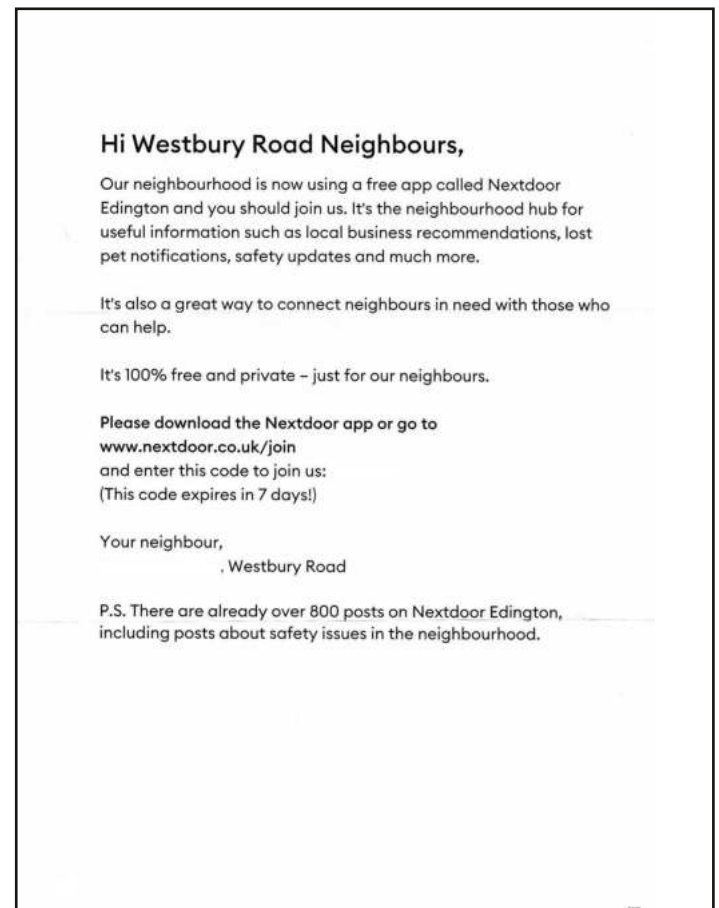 Hi Westbury Road Neighbours,
Our neighbourhood is now using a free app called Nextdoor
Edington and you should join us. It's the neighbourhood hub for
useful information such as local business recommendations, lost
pet notifications, safety updates and much more.
It's also a great way to connect neighbours in need with those who
can help.
It's 100% free and private – just for our neighbours.
Please download the Nextdoor app or go to
www.nextdoor.co.uk/join
and enter this code to join us:
(This code expires in 7 days!)
Your neighbour,
, Westbury Road
P.S. There are already over 800 posts on Nextdoor Edington,
including posts about safety issues in the neighbourhood.